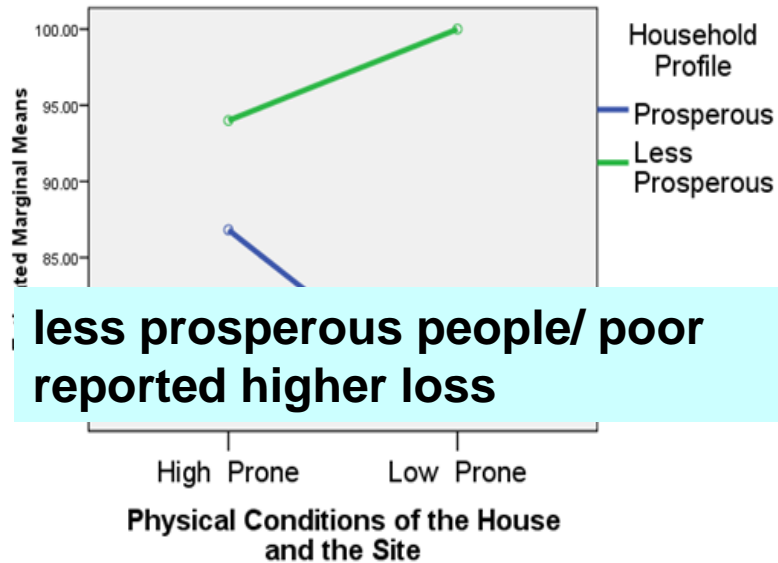 100.00
95.00
90.00
85.00
Marginal Means
Household
Profile
Prosperous
Less
Prosperous
less prosperous people/ poor
reported higher loss
High Prone
Low Prone
Physical Conditions of the House
and the Site